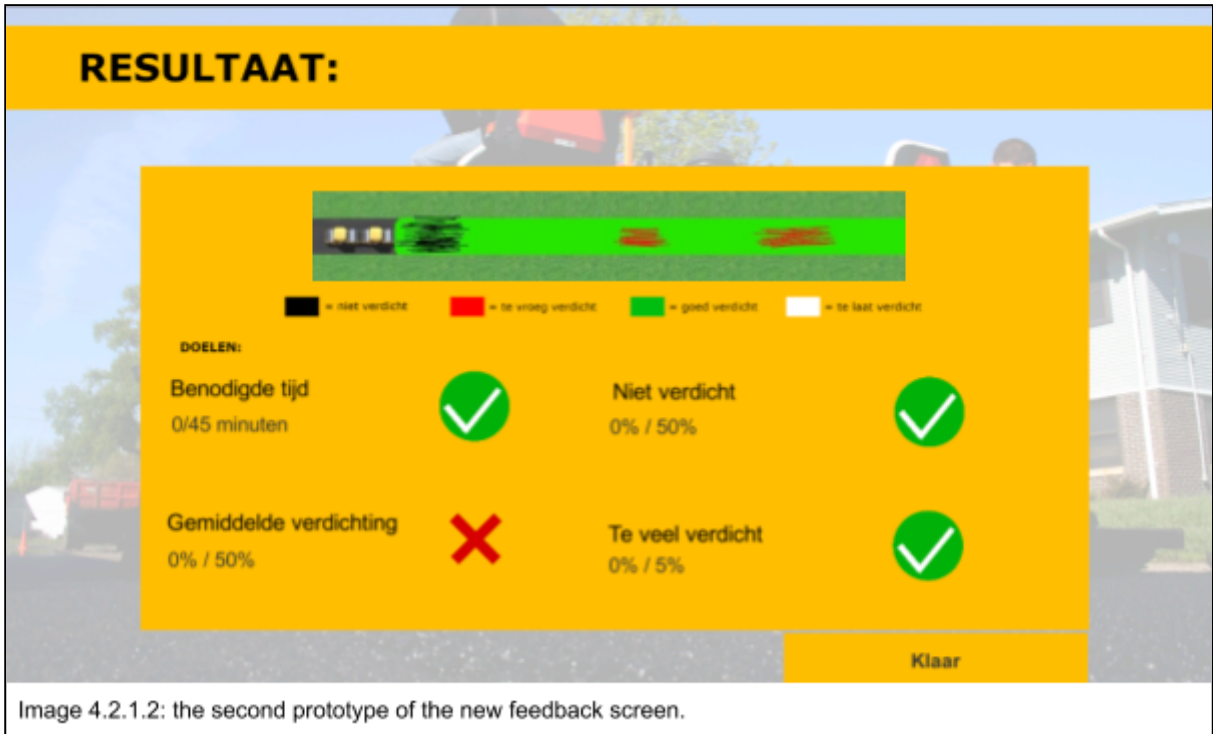 RESULTAAT:
= niet verdicht = te vroeg verdicht = goed verdicht = te laat verdicht
DOELEN:
Benodigde tijd
0/45 minuten
Niet verdicht
0% / 50%
Gemiddelde verdichting
0% / 50%
Te veel verdicht
0% / 5%
Klaar
Image 4.2.1.2: the second prototype of the new feedback screen.